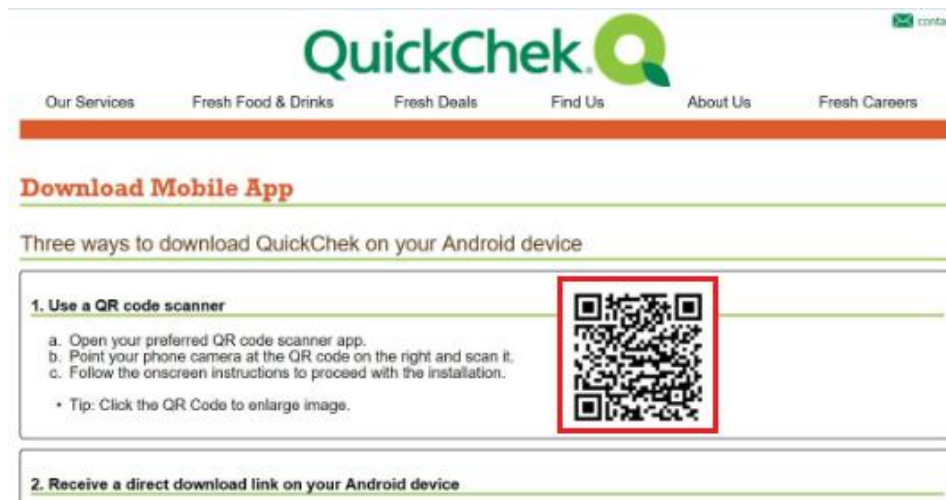 QuickChek.
Our Services Fresh Food & Drinks Fresh Deals Find Us About Us Fresh Careers
Download Mobile App
Three ways to download QuickChek on your Android device
1. Use a QR code scanner
a. Open your preferred QR code scanner app.
b. Point your phone camera at the QR code on the right and scan it.
c. Follow the onscreen instructions to proceed with the installation.
• Tip: Click the QR Code to enlarge image.
2. Receive a direct download link on your Android device